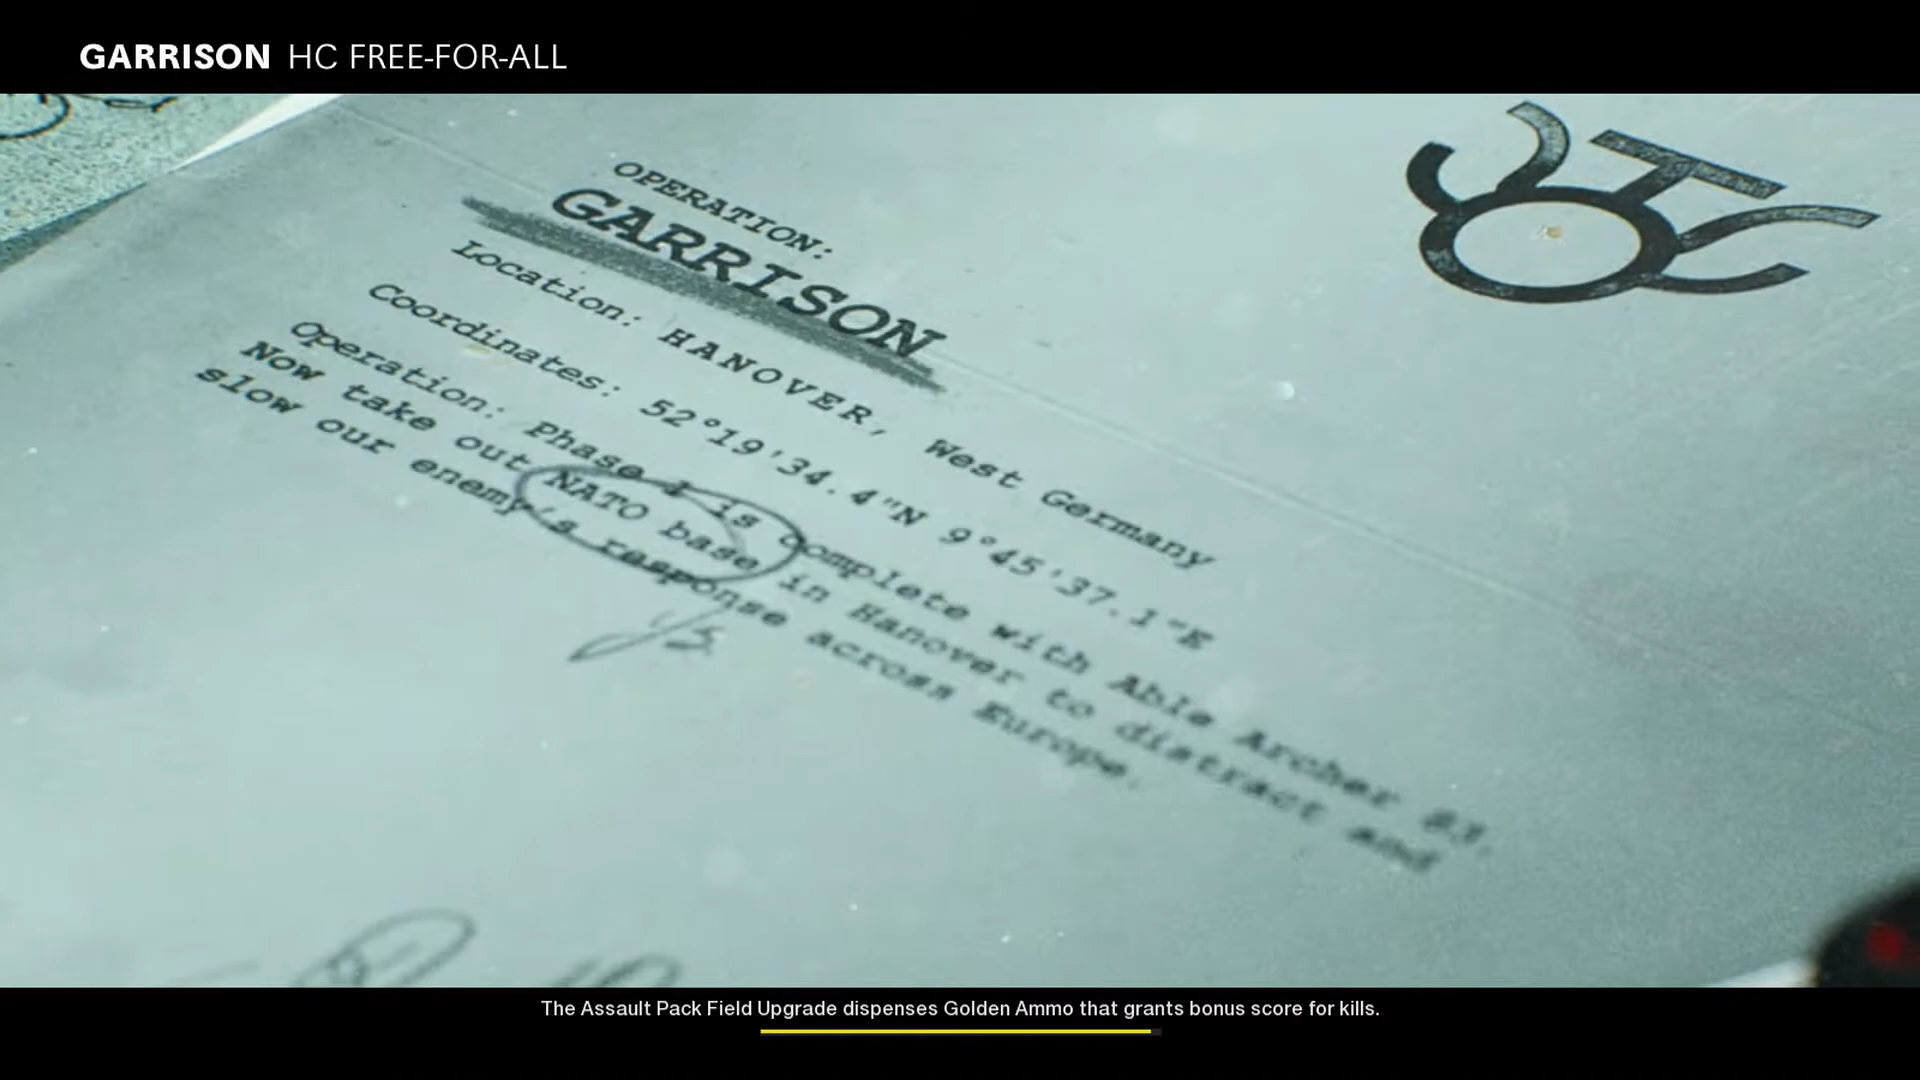 GARRISON HC FREE-FOR-ALL
OPERATION:
GARRISON
Location: HANOVER, West Germany
Coordinates: 52°19'34.4"N 9°45'37.1"E
Operation: Phase 1 is complete with Able Archer 83.
Now take out NATO base in Hanover to distract and
slow our enemy's response across Europe.
The Assault Pack Field Upgrade dispenses Golden Ammo that grants bonus score for kills.